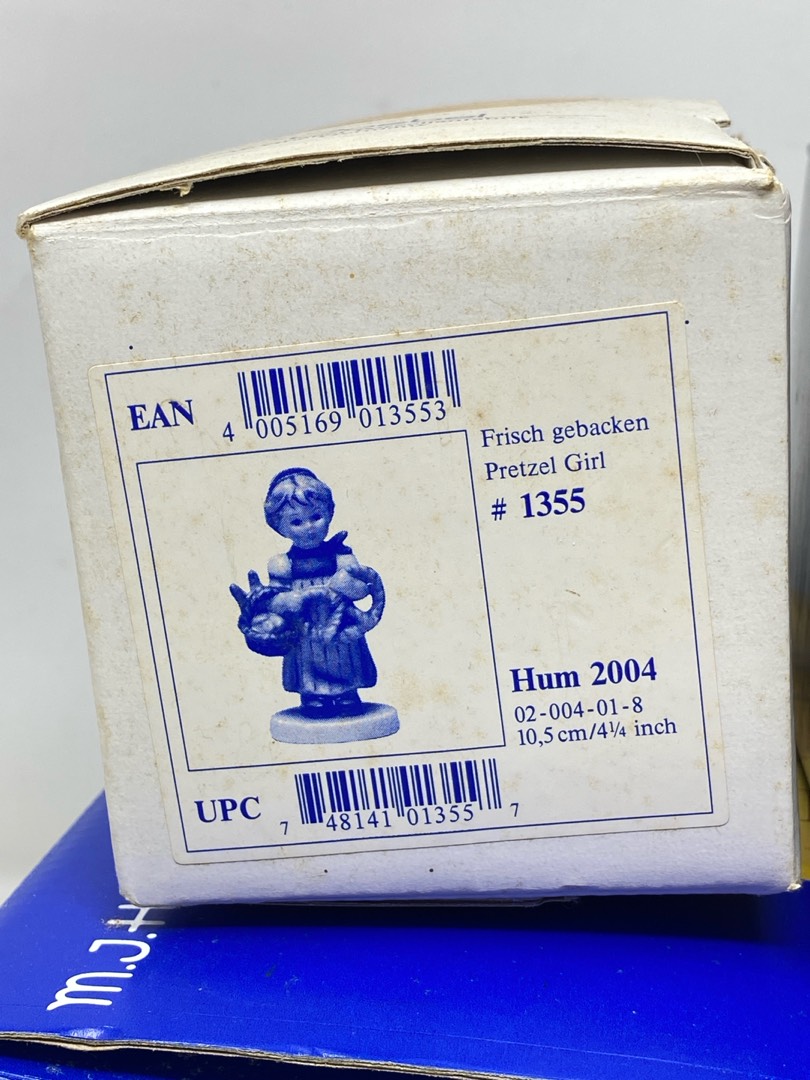 EAN
4 005169 013553
Frisch gebacken
Pretzel Girl
# 1355
Hum 2004
02-004-01-8
10,5 cm/4¼ inch
UPC
7 48141 01355 7
M.J.H